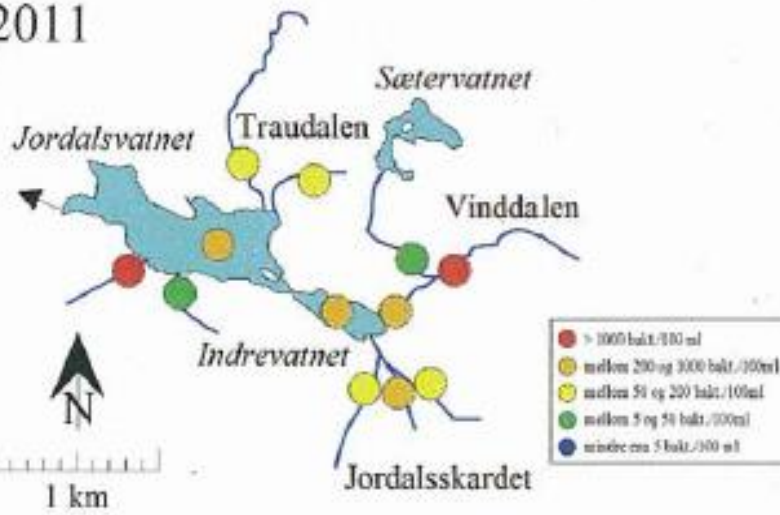 2011
Sætervatnet
Traudalen
Jordalsvatnet
Vinddalen
Indrevatnet
> 1000 bakt./100 ml
mellom 200 og 1000 bakt./100ml
mellom 50 og 200 bakt./100ml
mellom 5 og 50 bakt./100ml
mindre enn 5 bakt./100 ml
N
Jordalsskardet
1 km